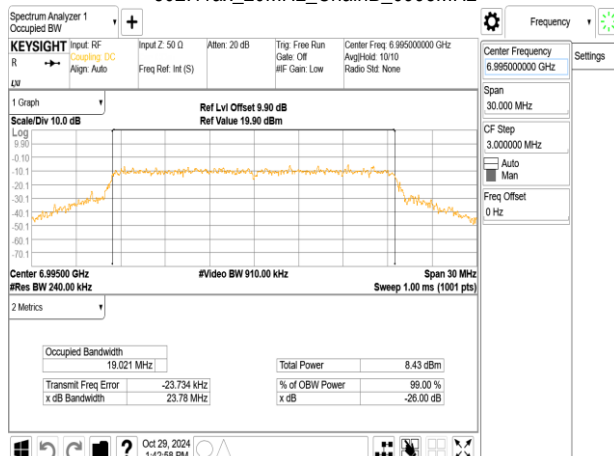 Spectrum Analyzer 1
Occupied BW
KEYSIGHT
R
LXI
Input: RF
Coupling: DC
Align: Auto
Input Z: 50 Ω
Freq Ref: Int (S)
Atten: 20 dB
Trig: Free Run
Gate: Off
#IF Gain: Low
Center Freq: 6.995000000 GHz
Avg|Hold: 10/10
Radio Std: None
1 Graph
Scale/Div 10.0 dB
Ref Lvl Offset 9.90 dB
Ref Value 19.90 dBm
Log
9.90
-0.10
-10.1
-20.1
-30.1
-40.1
-50.1
-60.1
-70.1
Center 6.99500 GHz
#Video BW 910.00 kHz
Span 30 MHz
#Res BW 240.00 kHz
Sweep 1.00 ms (1001 pts)
2 Metrics
Occupied Bandwidth
19.021 MHz
Total Power 8.43 dBm
Transmit Freq Error -23.734 kHz
% of OBW Power 99.00 %
x dB Bandwidth 23.78 MHz
x dB -26.00 dB
Oct 29, 2024
1:42:58 PM
Frequency
Settings
Center Frequency
6.995000000 GHz
Span
30.000 MHz
CF Step
3.000000 MHz
Auto
Man
Freq Offset
0 Hz